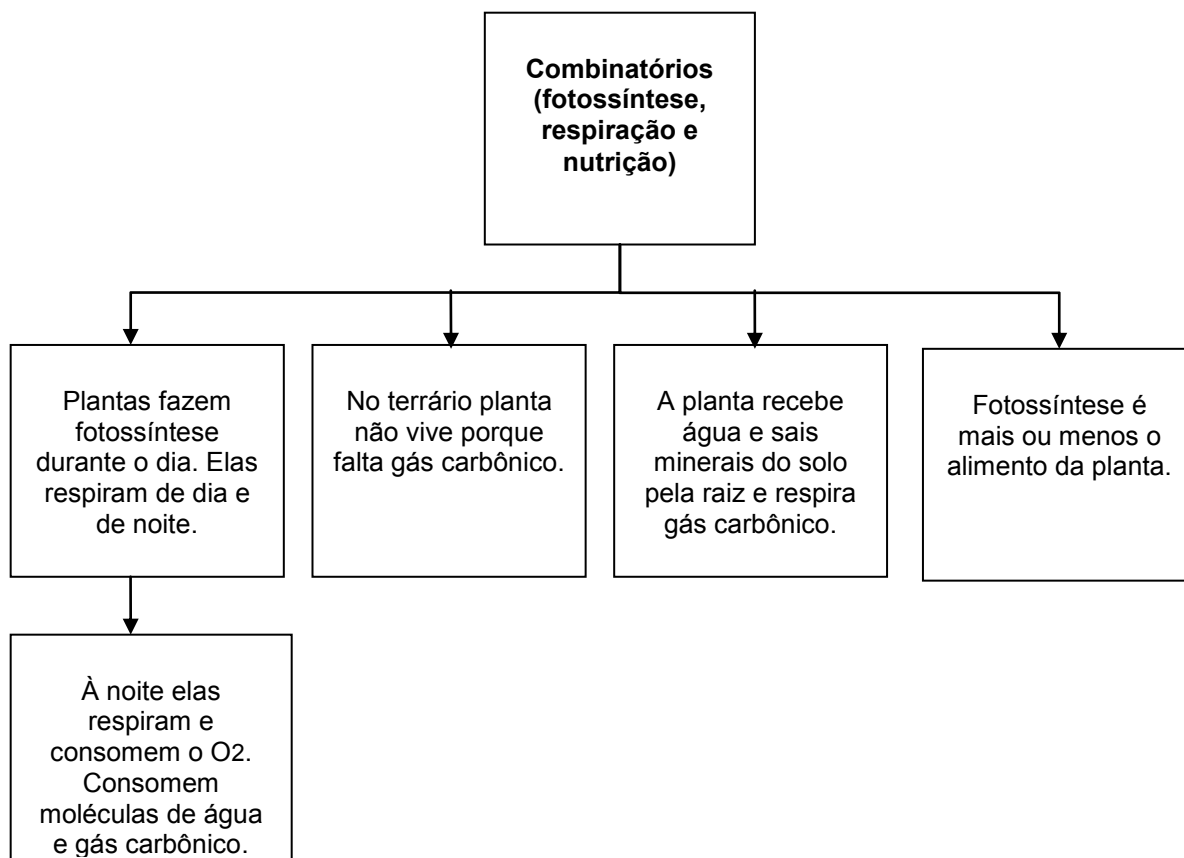 Combinatórios
(fotossíntese,
respiração e
nutrição)
Plantas fazem
fotossíntese
durante o dia. Elas
respiram de dia e
de noite.
No terrário planta
não vive porque
falta gás carbônico.
A planta recebe
água e sais
minerais do solo
pela raiz e respira
gás carbônico.
Fotossíntese é
mais ou menos o
alimento da planta.
À noite elas
respiram e
consomem o O2.
Consomem
moléculas de água
e gás carbônico.